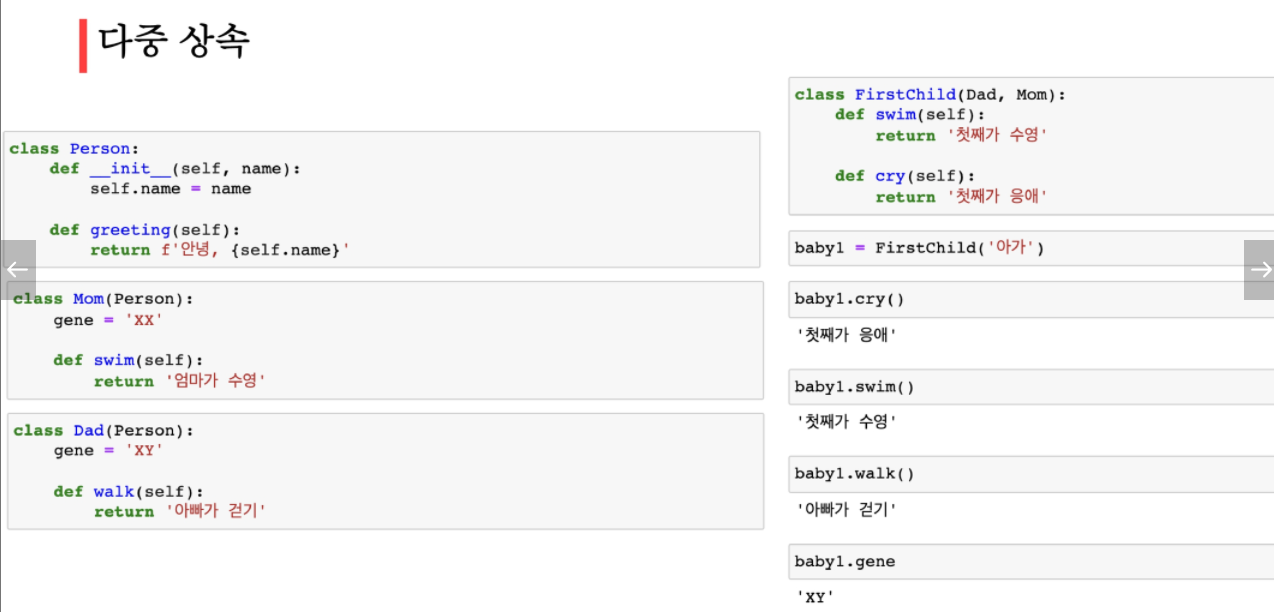 다중 상속
class Person:
    def __init__(self, name):
        self.name = name
    def greeting(self):
        return f'안녕, {self.name}'
class Mom(Person):
    gene = 'XX'
    def swim(self):
        return '엄마가 수영'
class Dad(Person):
    gene = 'XY'
    def walk(self):
        return '아빠가 걷기'
class FirstChild(Dad, Mom):
    def swim(self):
        return '첫째가 수영'
    def cry(self):
        return '첫째가 응애'
baby1 = FirstChild('아가')
baby1.cry()
'첫째가 응애'
baby1.swim()
'첫째가 수영'
baby1.walk()
'아빠가 걷기'
baby1.gene
'XY'